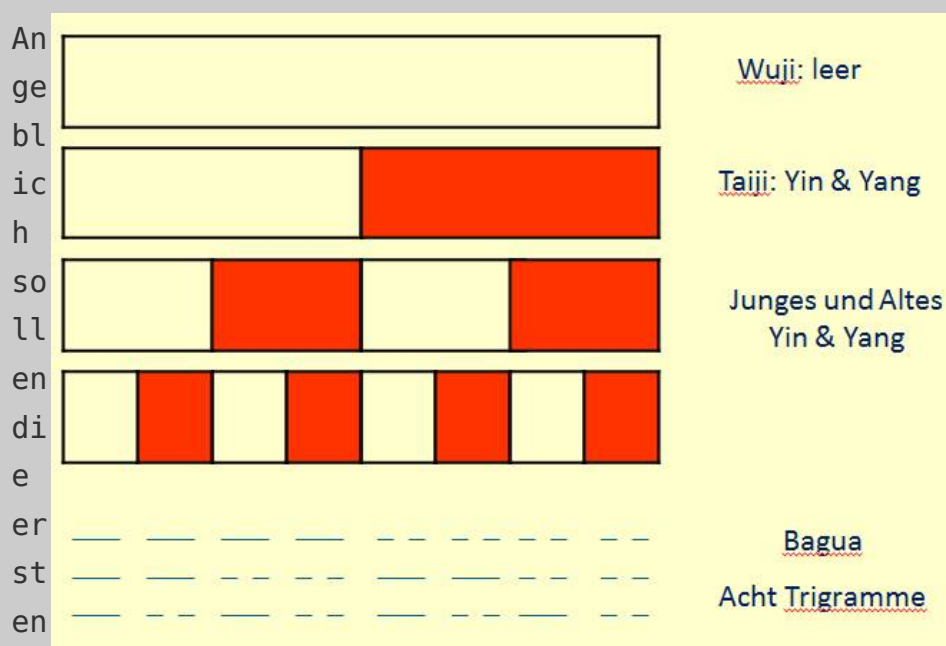 An
ge
bl
ic
h
so
ll
en
di
e
er
st
en
Wuji: leer
Taiji: Yin & Yang
Junges und Altes
Yin & Yang
Bagua
Acht Trigramme